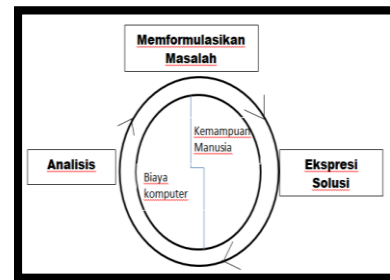 Memformulasikan
Masalah
Kemampuan
Manusia
Analisis
Biaya
komputer
Ekspresi
Solusi